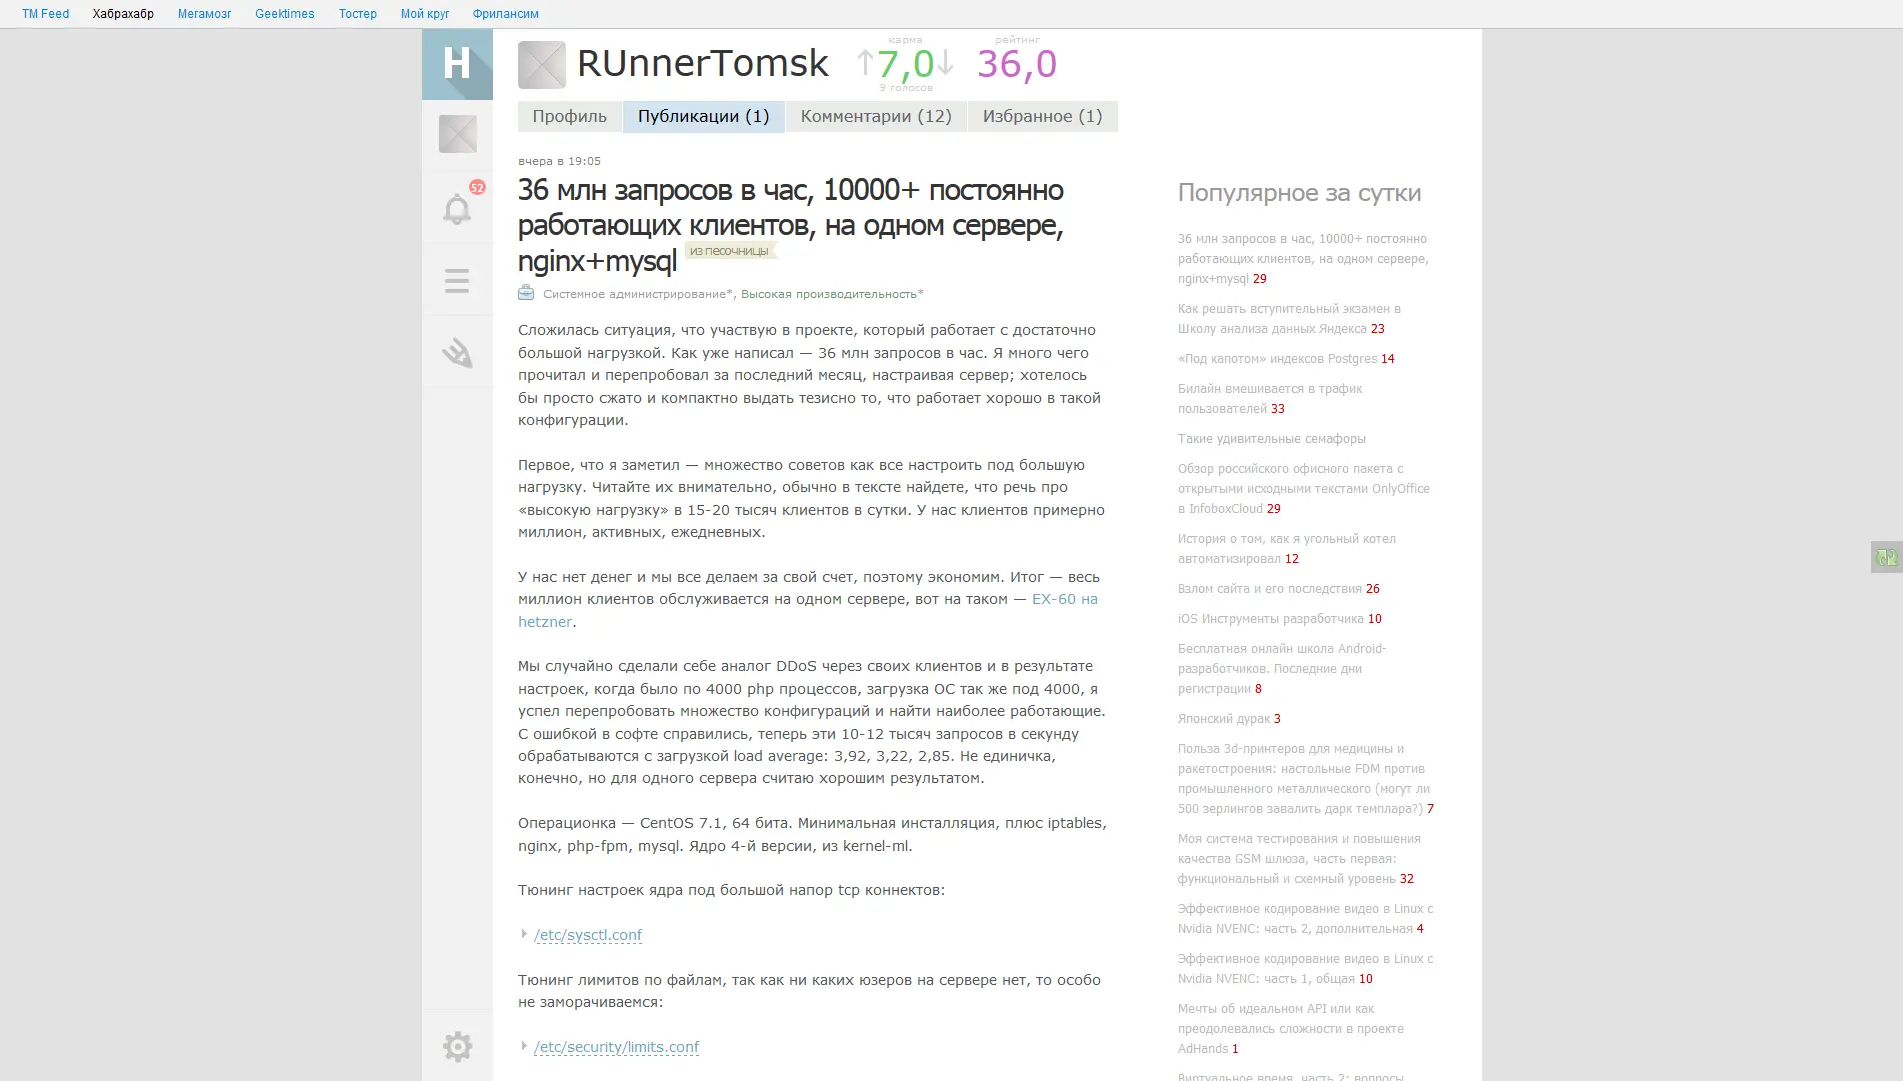 TM Feed Хабрахабр Мегамозг Geektimes Тостер Мой круг Фрилансим
H
52
RUnnerTomsk
карма
↑7,0↓
9 голосов
рейтинг
36,0
Профиль Публикации (1) Комментарии (12) Избранное (1)
вчера в 19:05
36 млн запросов в час, 10000+ постоянно
работающих клиентов, на одном сервере,
nginx+mysql из песочницы
Системное администрирование*, Высокая производительность*
Сложилась ситуация, что участвую в проекте, который работает с достаточно
большой нагрузкой. Как уже написал — 36 млн запросов в час. Я много чего
прочитал и перепробовал за последний месяц, настраивая сервер; хотелось
бы просто сжато и компактно выдать тезисно то, что работает хорошо в такой
конфигурации.
Первое, что я заметил — множество советов как все настроить под большую
нагрузку. Читайте их внимательно, обычно в тексте найдете, что речь про
«высокую нагрузку» в 15-20 тысяч клиентов в сутки. У нас клиентов примерно
миллион, активных, ежедневных.
У нас нет денег и мы все делаем за свой счет, поэтому экономим. Итог — весь
миллион клиентов обслуживается на одном сервере, вот на таком — EX-60 на
hetzner.
Мы случайно сделали себе аналог DDoS через своих клиентов и в результате
настроек, когда было по 4000 php процессов, загрузка ОС так же под 4000, я
успел перепробовать множество конфигураций и найти наиболее работающие.
С ошибкой в софте справились, теперь эти 10-12 тысяч запросов в секунду
обрабатываются с загрузкой load average: 3,92, 3,22, 2,85. Не единичка,
конечно, но для одного сервера считаю хорошим результатом.
Операционка — CentOS 7.1, 64 бита. Минимальная инсталляция, плюс iptables,
nginx, php-fpm, mysql. Ядро 4-й версии, из kernel-ml.
Тюнинг настроек ядра под большой напор tcp коннектов:
/etc/sysctl.conf
Тюнинг лимитов по файлам, так как ни каких юзеров на сервере нет, то особо
не заморачиваемся:
/etc/security/limits.conf
Популярное за сутки
36 млн запросов в час, 10000+ постоянно
работающих клиентов, на одном сервере,
nginx+mysql 29
Как решать вступительный экзамен в
Школу анализа данных Яндекса 23
«Под капотом» индексов Postgres 14
Билайн вмешивается в трафик
пользователей 33
Такие удивительные семафоры
Обзор российского офисного пакета с
открытыми исходными текстами OnlyOffice
в InfoboxCloud 29
История о том, как я угольный котел
автоматизировал 12
Взлом сайта и его последствия 26
iOS Инструменты разработчика 10
Бесплатная онлайн школа Android-
разработчиков. Последние дни
регистрации 8
Японский дурак 3
Польза 3d-принтеров для медицины и
ракетостроения: настольные FDM против
промышленного металлического (могут ли
500 зерлингов завалить дарк темплара?) 7
Моя система тестирования и повышения
качества GSM шлюза, часть первая:
функциональный и схемный уровень 32
Эффективное кодирование видео в Linux с
Nvidia NVENC: часть 2, дополнительная 4
Эффективное кодирование видео в Linux с
Nvidia NVENC: часть 1, общая 10
Мечты об идеальном API или как
преодолевались сложности в проекте
AdHands 1
Виртуальное время, часть 2: вопросы